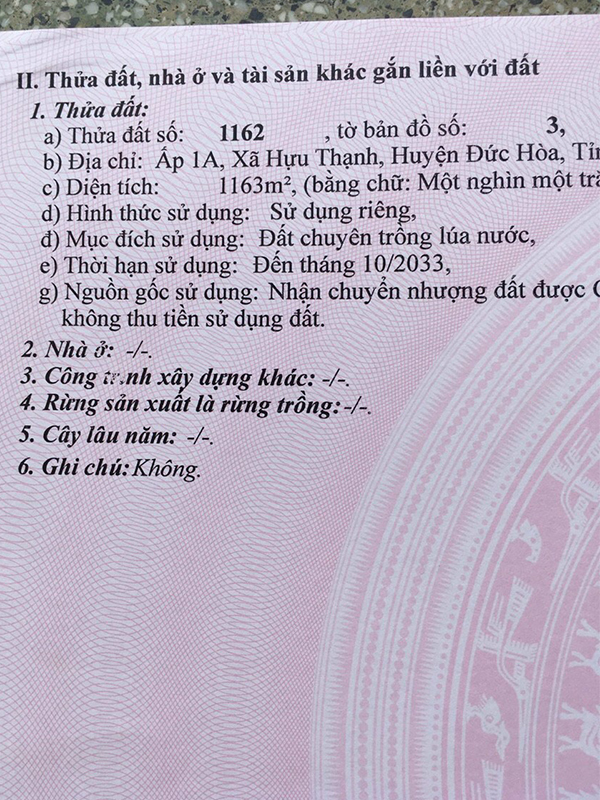 II. Thửa đất, nhà ở và tài sản khác gắn liền với đất
1. Thửa đất:
a) Thửa đất số: 1162 , tờ bản đồ số: 3,
b) Địa chỉ: Ấp 1A, Xã Hựu Thạnh, Huyện Đức Hòa,
c) Diện tích: 1163m², (bằng chữ: Một nghìn một
d) Hình thức sử dụng: Sử dụng riêng,
đ) Mục đích sử dụng: Đất chuyên trồng lúa nước,
e) Thời hạn sử dụng: Đến tháng 10/2033,
g) Nguồn gốc sử dụng: Nhận chuyển nhượng đất được
không thu tiền sử dụng đất.
2. Nhà ở: -/-.
3. Công trình xây dựng khác: -/-.
4. Rừng sản xuất là rừng trồng: -/-.
5. Cây lâu năm: -/-.
6. Ghi chú: Không.